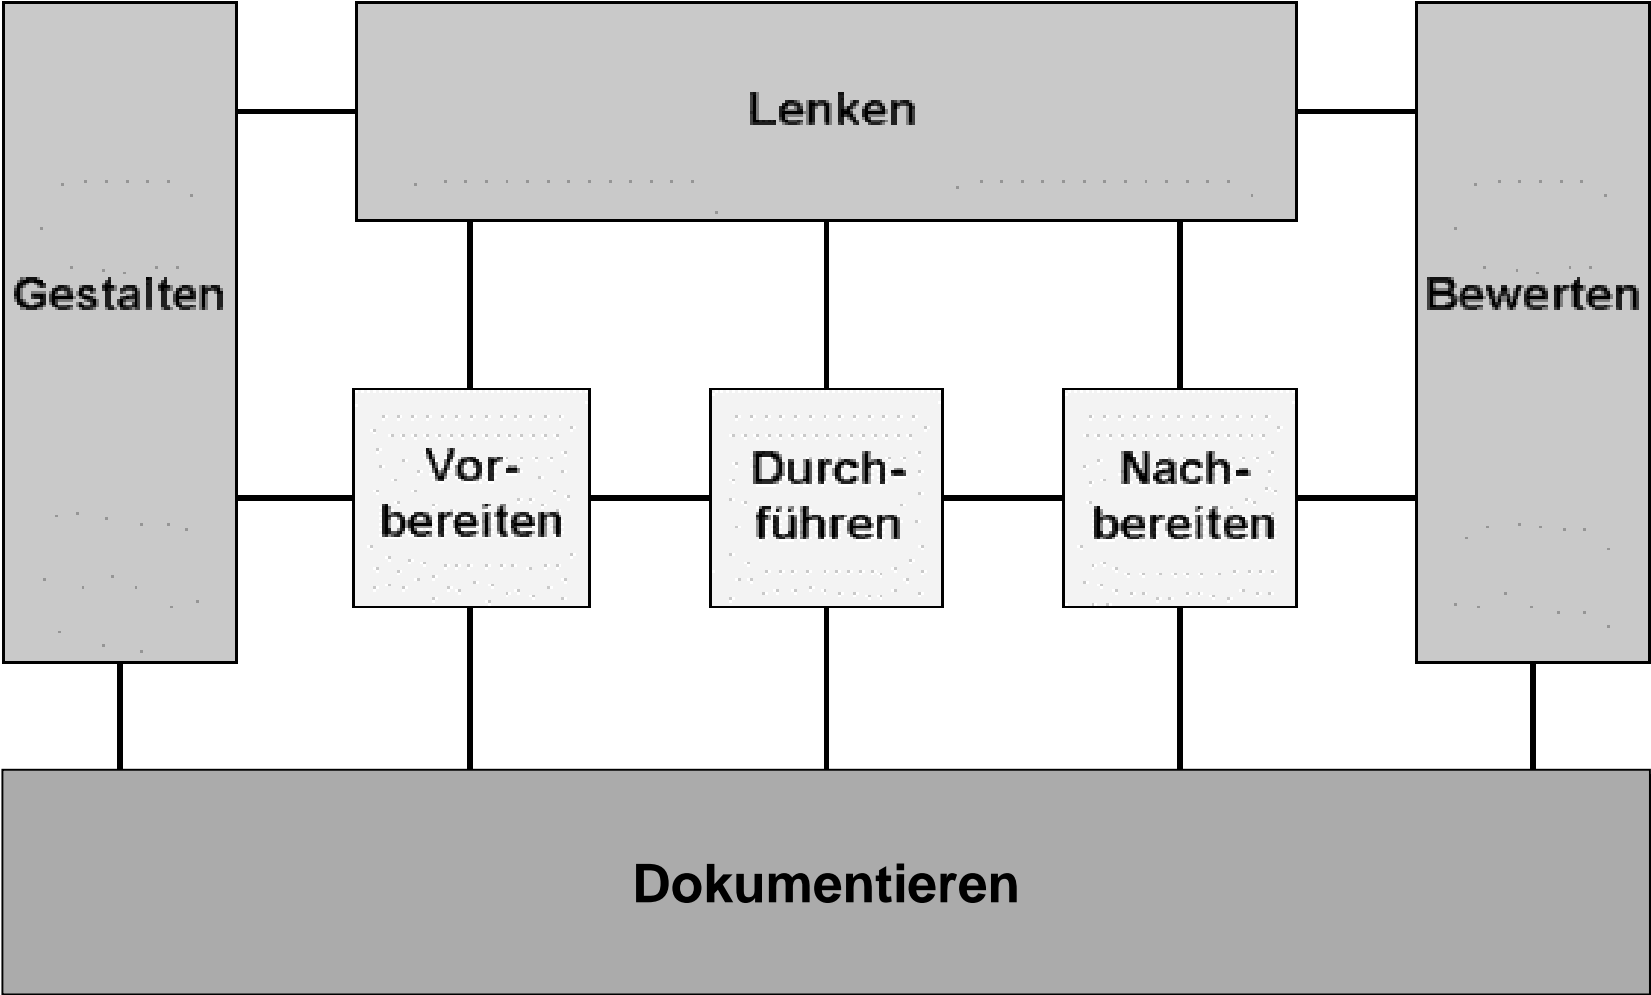 Lenken
Gestalten
Bewerten
Vor-
bereiten
Durch-
führen
Nach-
bereiten
Dokumentieren